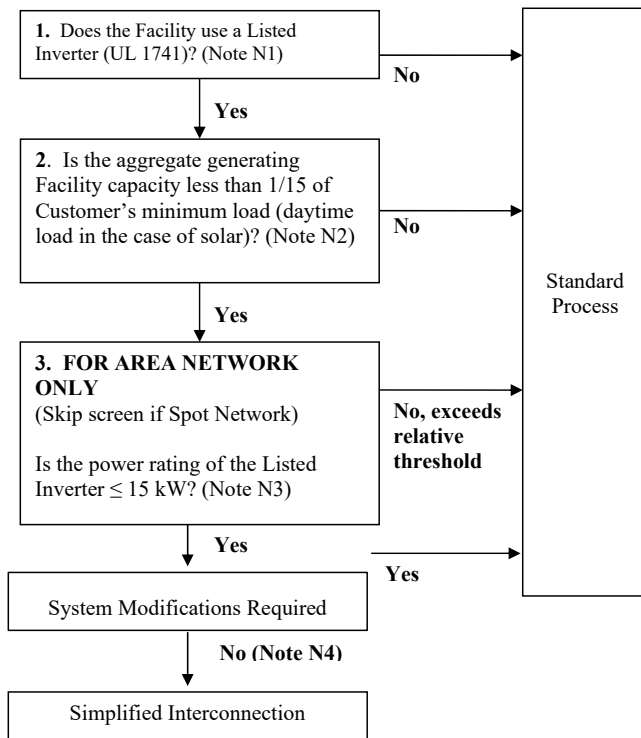 1. Does the Facility use a Listed
Inverter (UL 1741)? (Note N1)
No
Yes
2. Is the aggregate generating
Facility capacity less than 1/15 of
Customer’s minimum load (daytime
load in the case of solar)? (Note N2)
No
Standard
Process
Yes
3. FOR AREA NETWORK
ONLY
(Skip screen if Spot Network)
Is the power rating of the Listed
Inverter ≤ 15 kW? (Note N3)
No, exceeds
relative
threshold
Yes
Yes
System Modifications Required
No (Note N4)
Simplified Interconnection